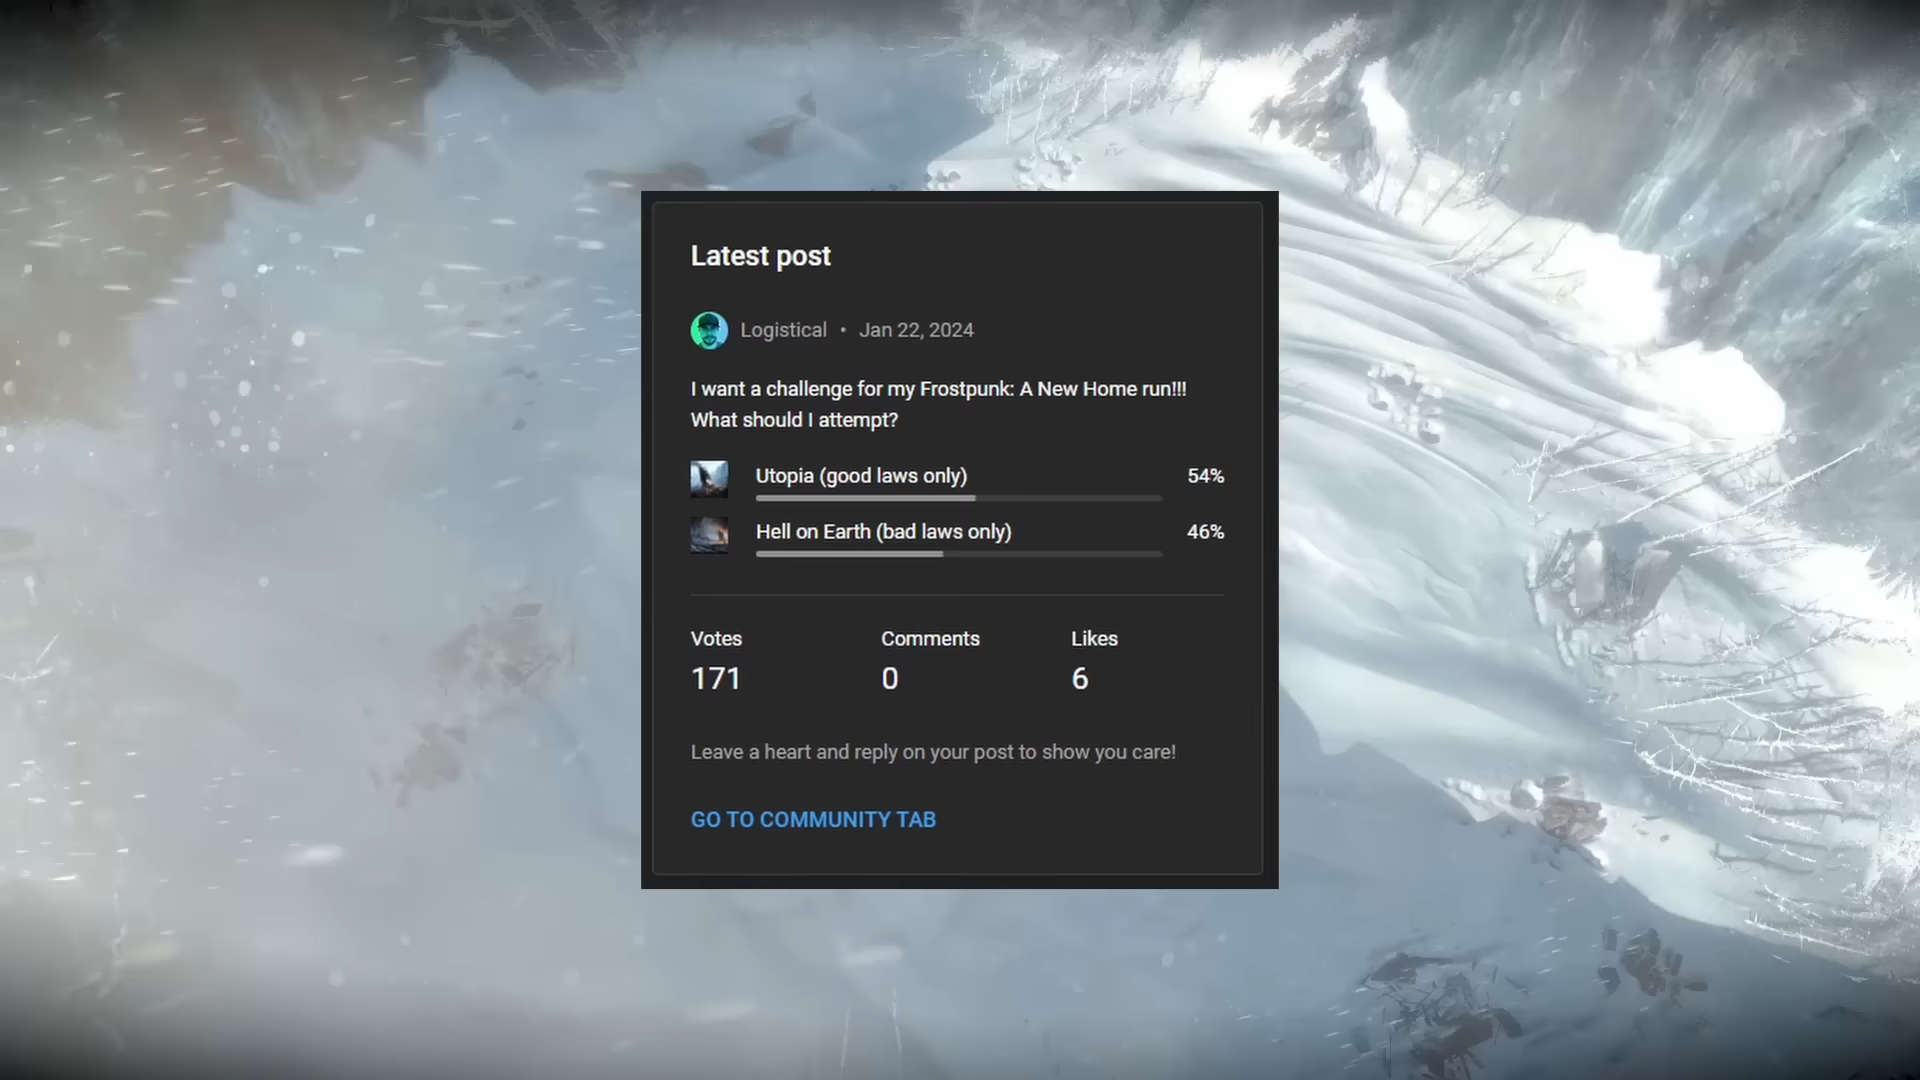 Latest post
Logistical • Jan 22, 2024
I want a challenge for my Frostpunk: A New Home run!!!
What should I attempt?
Utipia (good laws only) 54%
Hell on Earth (bad laws only) 46%
Votes Comments Likes
171 0 6
Leave a heart and reply on your post to show you care!
GO TO COMMUNITY TAB